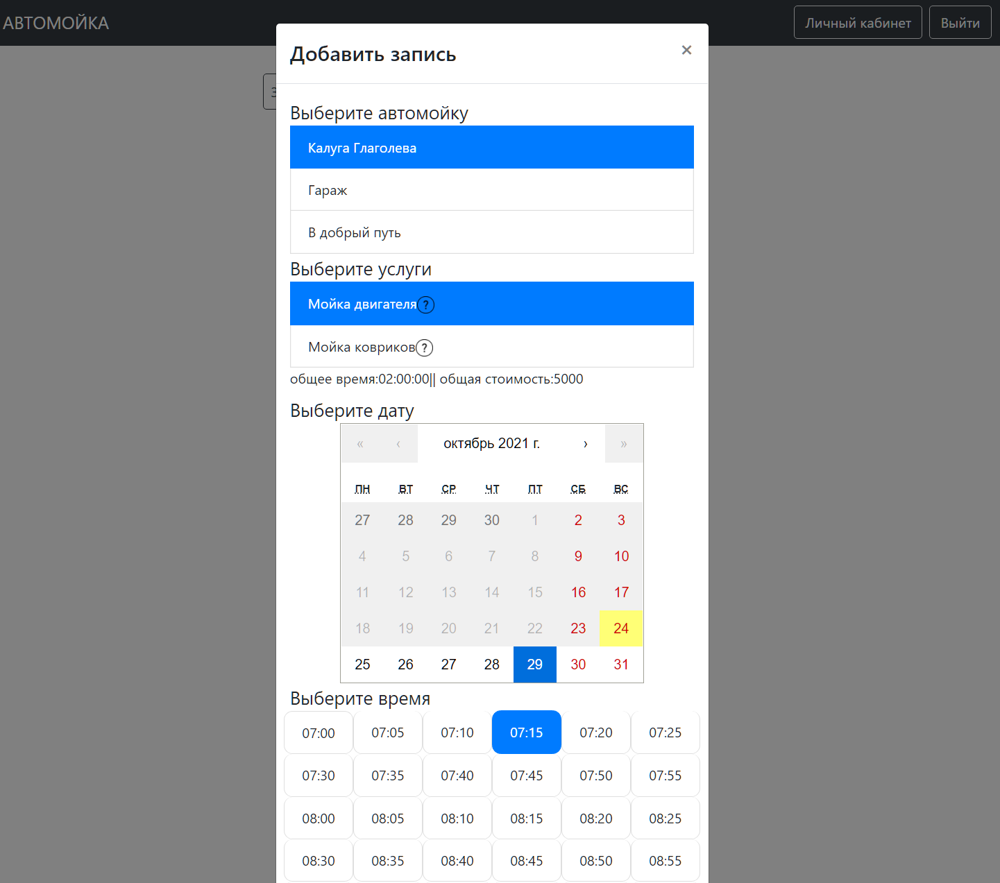 АВТОМОЙКА
Личный кабинет
Выйти
Добавить запись
×
З
Выберите автомойку
Калуга Глаголева
Гараж
В добрый путь
Выберите услуги
Мойка двигателя?
Мойка ковриков?
общее время:02:00:00|| общая стоимость:5000
Выберите дату
« ‹ октябрь 2021 г. › »
ПН ВТ СР ЧТ ПТ СБ ВС
27 28 29 30 1 2 3
4 5 6 7 8 9 10
11 12 13 14 15 16 17
18 19 20 21 22 23 24
25 26 27 28 29 30 31
Выберите время
07:00 07:05 07:10 07:15 07:20 07:25
07:30 07:35 07:40 07:45 07:50 07:55
08:00 08:05 08:10 08:15 08:20 08:25
08:30 08:35 08:40 08:45 08:50 08:55